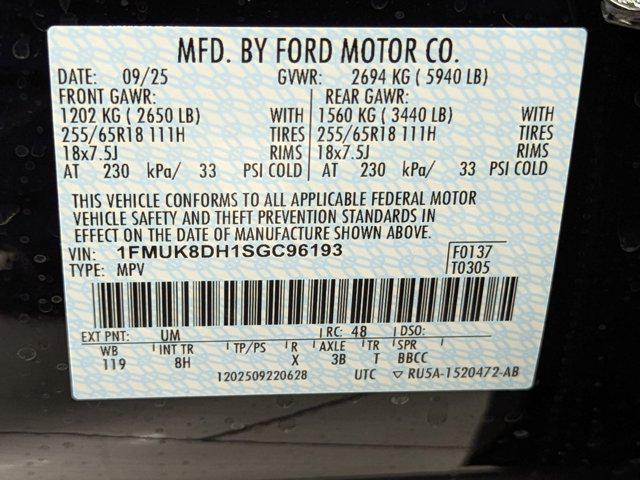 MFD. BY FORD MOTOR CO.
DATE: 09/25 GVWR: 2694 KG ( 5940 LB)
FRONT GAWR: REAR GAWR:
1202 KG ( 2650 LB) WITH 1560 KG ( 3440 LB) WITH
255/65R18 111H TIRES 255/65R18 111H TIRES
18x7.5J RIMS 18x7.5J RIMS
AT 230 kPa/ 33 PSI COLD AT 230 kPa/ 33 PSI COLD
THIS VEHICLE CONFORMS TO ALL APPLICABLE FEDERAL MOTOR
VEHICLE SAFETY AND THEFT PREVENTION STANDARDS IN
EFFECT ON THE DATE OF MANUFACTURE SHOWN ABOVE.
VIN: 1FMUK8DH1SGC96193 F0137
TYPE: MPV T0305
EXT PNT: UM RC: 48 DSO:
WB INT TR TP/PS R AXLE TR SPR
119 8H X 3B T BBCC
1202509220628 UTC ▽ RU5A-1520472-AB